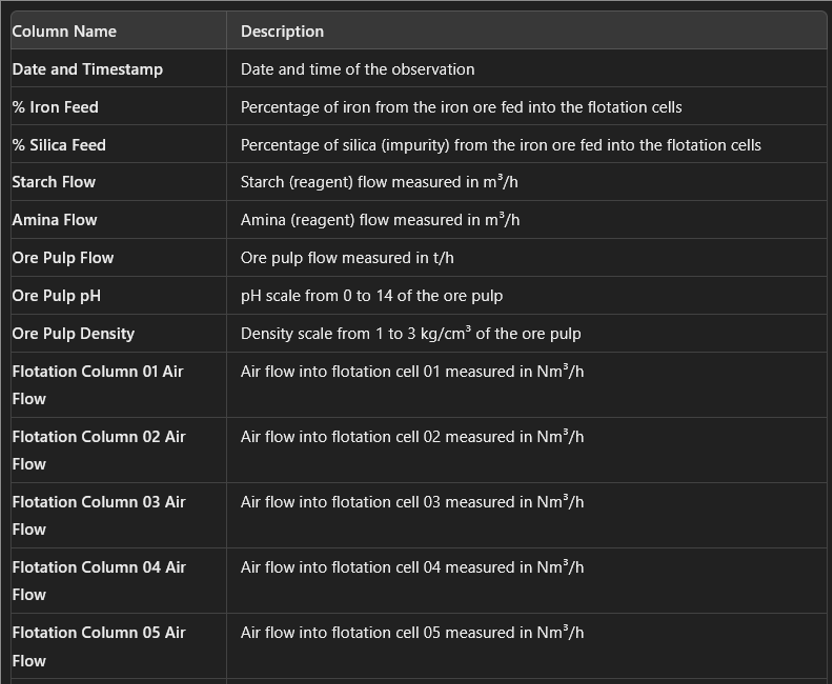 Column Name Description
Date and Timestamp Date and time of the observation
% Iron Feed Percentage of iron from the iron ore fed into the flotation cells
% Silica Feed Percentage of silica (impurity) from the iron ore fed into the flotation cells
Starch Flow Starch (reagent) flow measured in m³/h
Amina Flow Amina (reagent) flow measured in m³/h
Ore Pulp Flow Ore pulp flow measured in t/h
Ore Pulp pH pH scale from 0 to 14 of the ore pulp
Ore Pulp Density Density scale from 1 to 3 kg/cm³ of the ore pulp
Flotation Column 01 Air Air flow into flotation cell 01 measured in Nm³/h
Flow
Flotation Column 02 Air Air flow into flotation cell 02 measured in Nm³/h
Flow
Flotation Column 03 Air Air flow into flotation cell 03 measured in Nm³/h
Flow
Flotation Column 04 Air Air flow into flotation cell 04 measured in Nm³/h
Flow
Flotation Column 05 Air Air flow into flotation cell 05 measured in Nm³/h
Flow